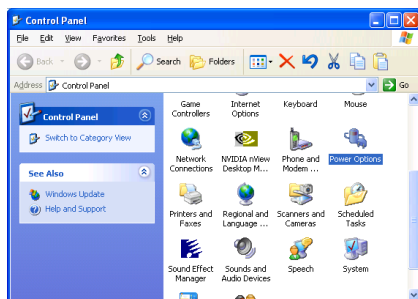 Control Panel
File Edit View Favorites Tools Help
Back Search Folders
Address Control Panel Go
Control Panel
Switch to Category View
See Also
Windows Update
Help and Support
Game Controllers
Internet Options
Keyboard
Mouse
Network Connections
NVIDIA nView Desktop M...
Phone and Modem ...
Power Options
Printers and Faxes
Regional and Language ...
Scanners and Cameras
Scheduled Tasks
Sound Effect Manager
Sounds and Audio Devices
Speech
System